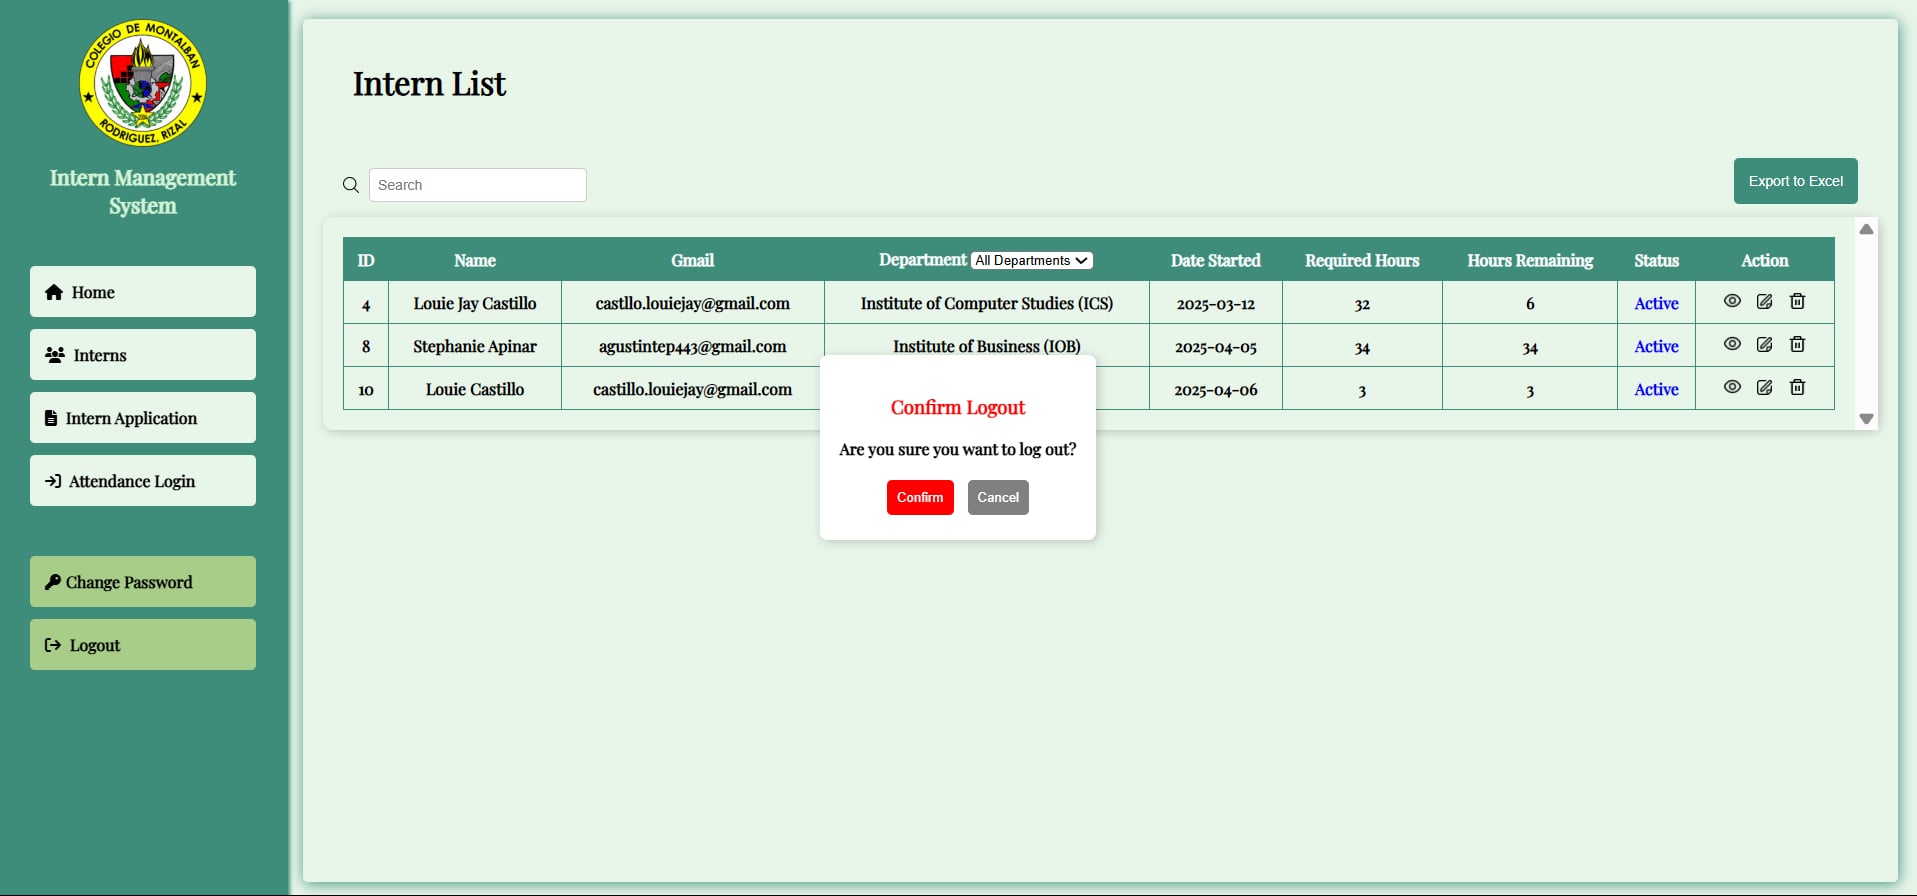 COLEGIO DE MONTALBAN
RODRIGUEZ, RIZAL
Intern Management
System
Home
Interns
Intern Application
Attendance Login
Change Password
Logout
Intern List
Search
Export to Excel
ID Name Gmail Department All Departments Date Started Required Hours Hours Remaining Status Action
4 Louie Jay Castillo castllo.louiejay@gmail.com Institute of Computer Studies (ICS) 2025-03-12 32 6 Active
8 Stephanie Apinar agustintep443@gmail.com Institute of Business (IOB) 2025-04-05 34 34 Active
10 Louie Castillo castillo.louiejay@gmail.com 2025-04-06 3 3 Active
Confirm Logout
Are you sure you want to log out?
Confirm Cancel